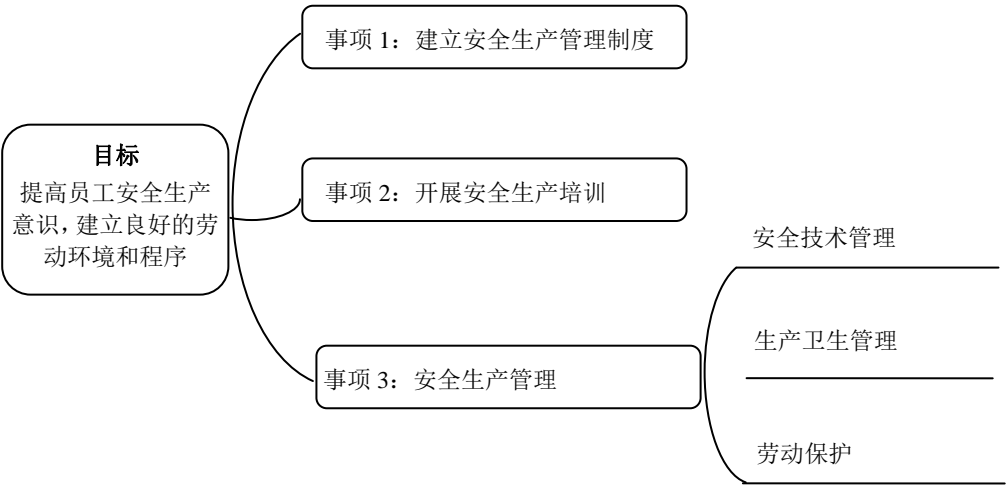 事项 1：建立安全生产管理制度
目标
提高员工安全生产
意识，建立良好的劳
动环境和程序
事项 2：开展安全生产培训
事项 3：安全生产管理
安全技术管理
生产卫生管理
劳动保护